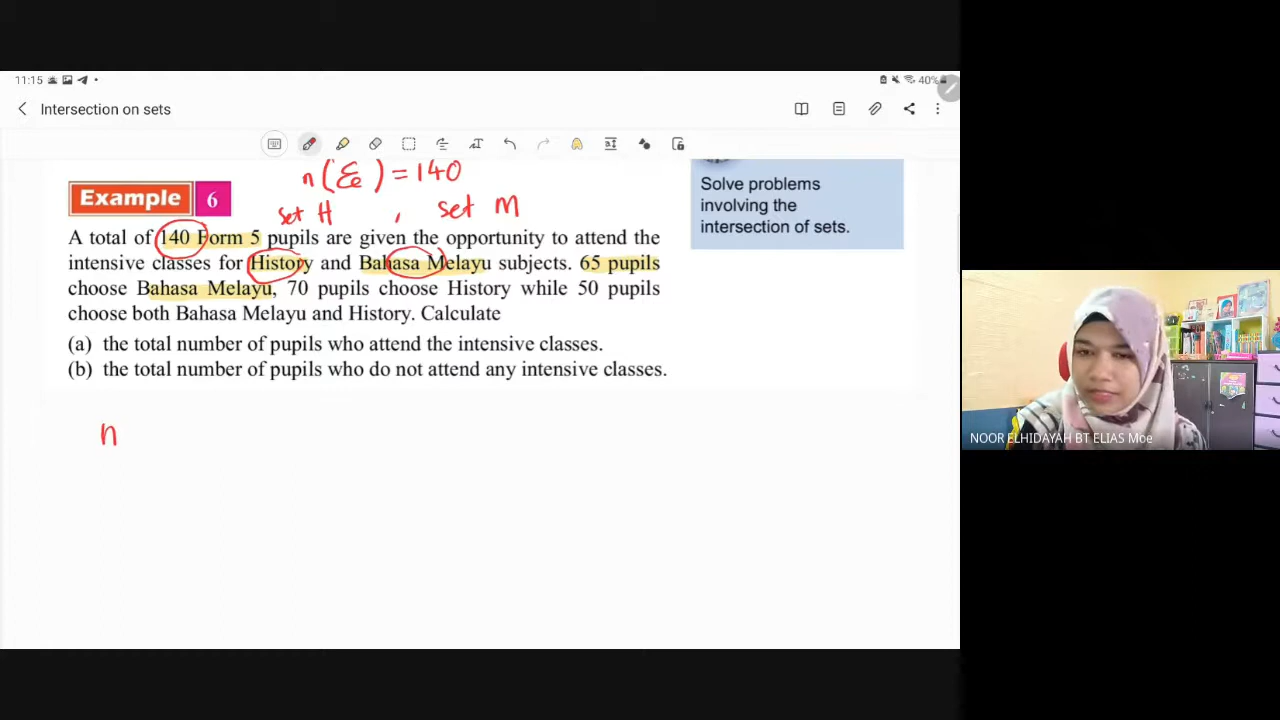 11:15
40%
Intersection on sets
n(ξ) = 140
Example 6
set H , set M
A total of 140 Form 5 pupils are given the opportunity to attend the
intensive classes for History and Bahasa Melayu subjects. 65 pupils
choose Bahasa Melayu, 70 pupils choose History while 50 pupils
choose both Bahasa Melayu and History. Calculate
(a) the total number of pupils who attend the intensive classes.
(b) the total number of pupils who do not attend any intensive classes.
Solve problems
involving the
intersection of sets.
n
NOOR ELHIDAYAH BT ELIAS Moe